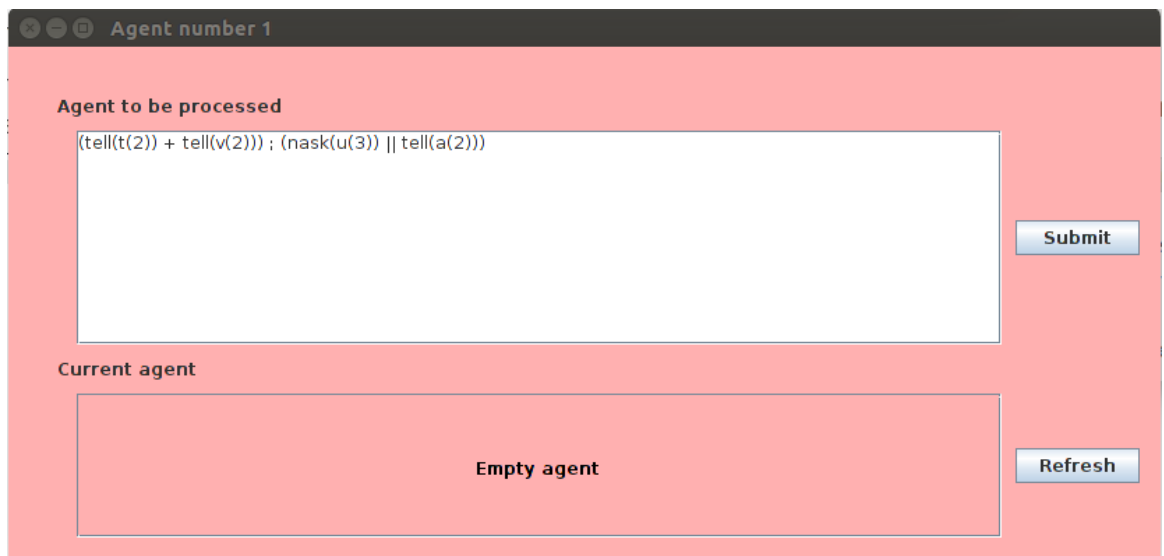 Agent number 1
Agent to be processed
(tell(t(2)) + tell(v(2))) ; (nask(u(3)) || tell(a(2)))
Submit
Current agent
Empty agent
Refresh